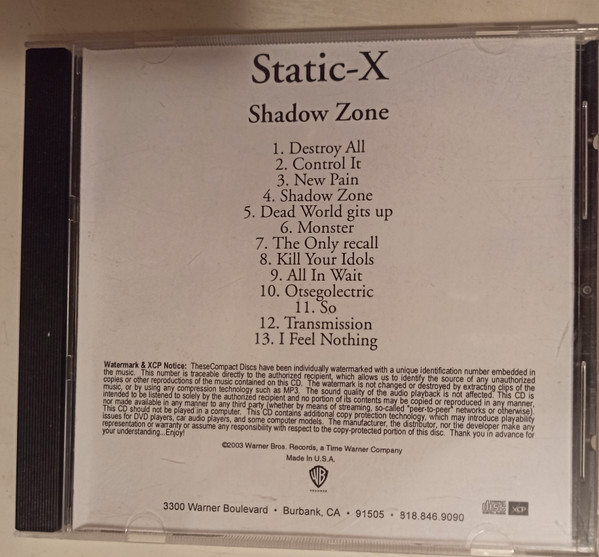 Static-X
Shadow Zone
1. Destroy All
2. Control It
3. New Pain
4. Shadow Zone
5. Dead World gits up
6. Monster
7. The Only recall
8. Kill Your Idols
9. All In Wait
10. Otsegolectric
11. So
12. Transmission
13. I Feel Nothing
Watermark & XCP Notice: TheseCompact Discs have been individually watermarked with a unique identification number embedded in
the music. This number is traceable directly to the authorized recipient, which allows us to identify the source of any unauthorized
copies or other reproductions of the music contained on this CD. The watermark is not changed or destroyed by extracting clips of the
music, or by using any compression technology such as MP3. The sound quality of the audio playback is not affected. This CD is
intended to be listened to solely by the authorized recipient and no portion of its contents may be copied or reproduced in any manner,
nor made available in any manner to any third party (whether by means of streaming, so-called "peer-to-peer" networks or otherwise).
This CD should not be played in a computer. This CD contains additional copy protection technology, which may introduce playability
issues for DVD players, car audio players, and some computer models. The manufacturer, the distributor, nor the developer make any
representation or warranty or assume any responsibility with respect to the copy-protected portion of this disc. Thank you in advance for
your understanding...Enjoy!
©2003 Warner Bros. Records, a Time Warner Company
Made In U.S.A.
WB
RECORDS
3300 Warner Boulevard • Burbank, CA • 91505 • 818.846.9090
XCP